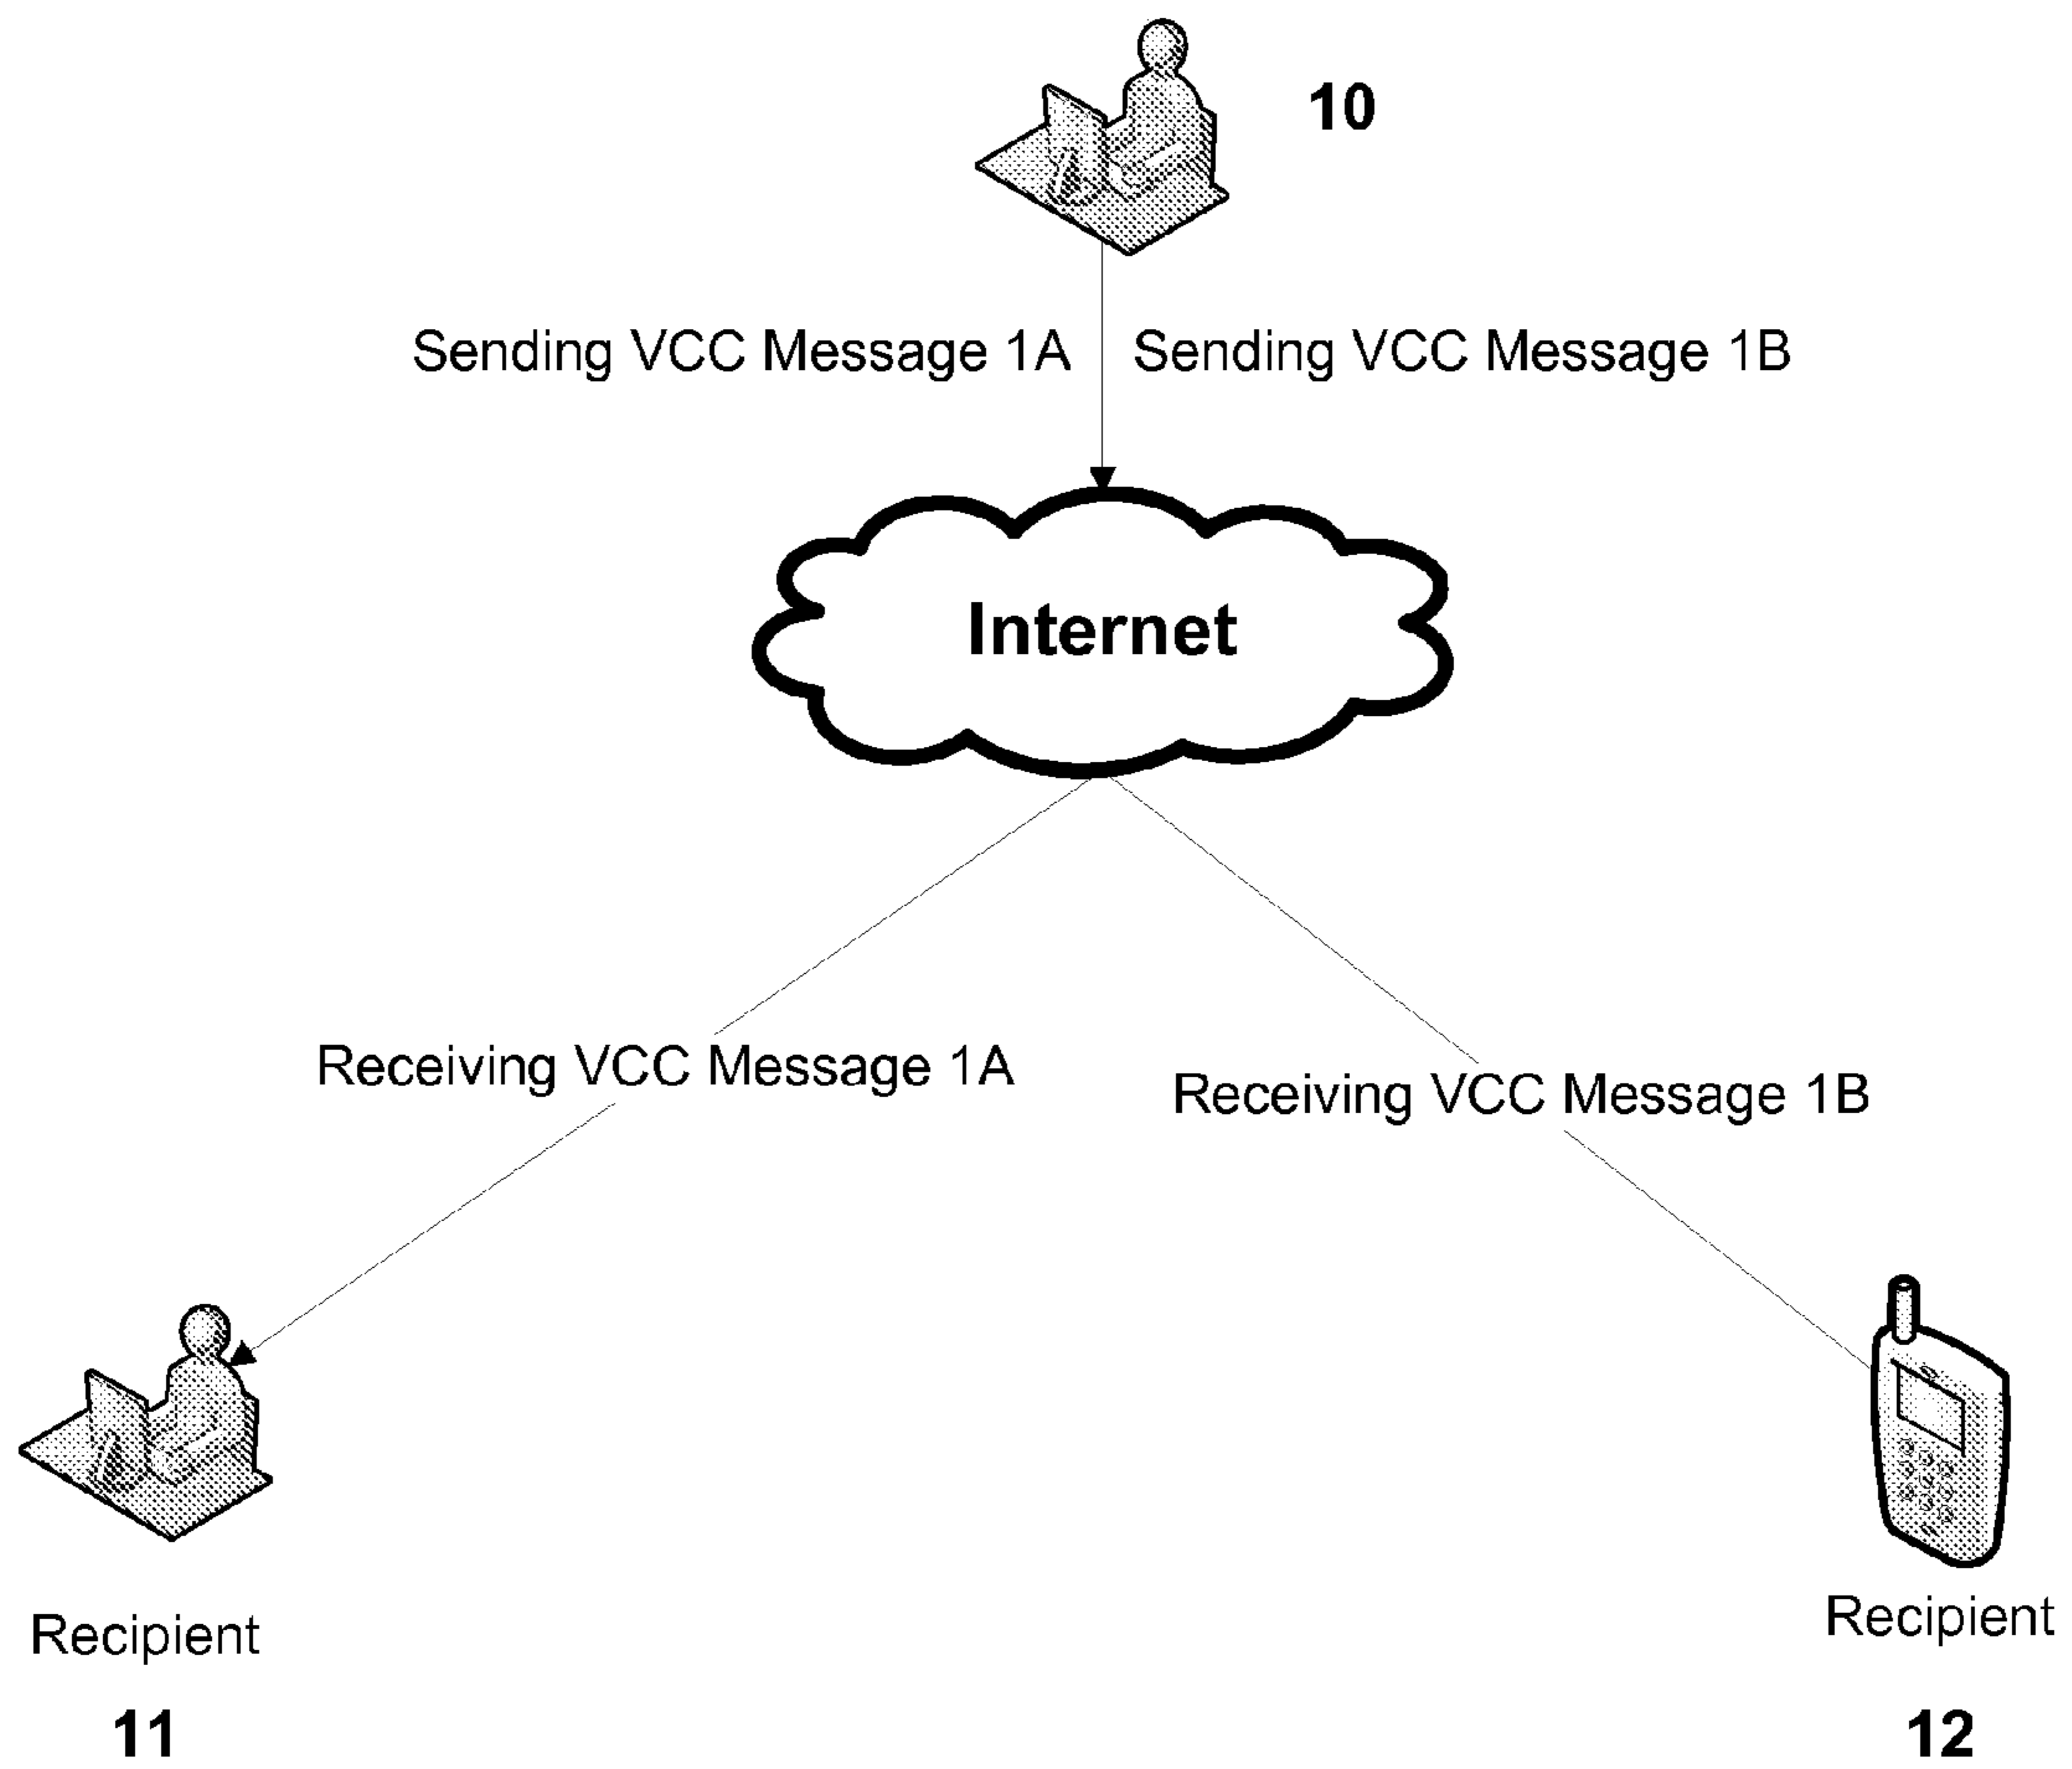 10
Sending VCC Message 1A
Sending VCC Message 1B
Internet
Receiving VCC Message 1A
Receiving VCC Message 1B
Recipient
Recipient
11
12